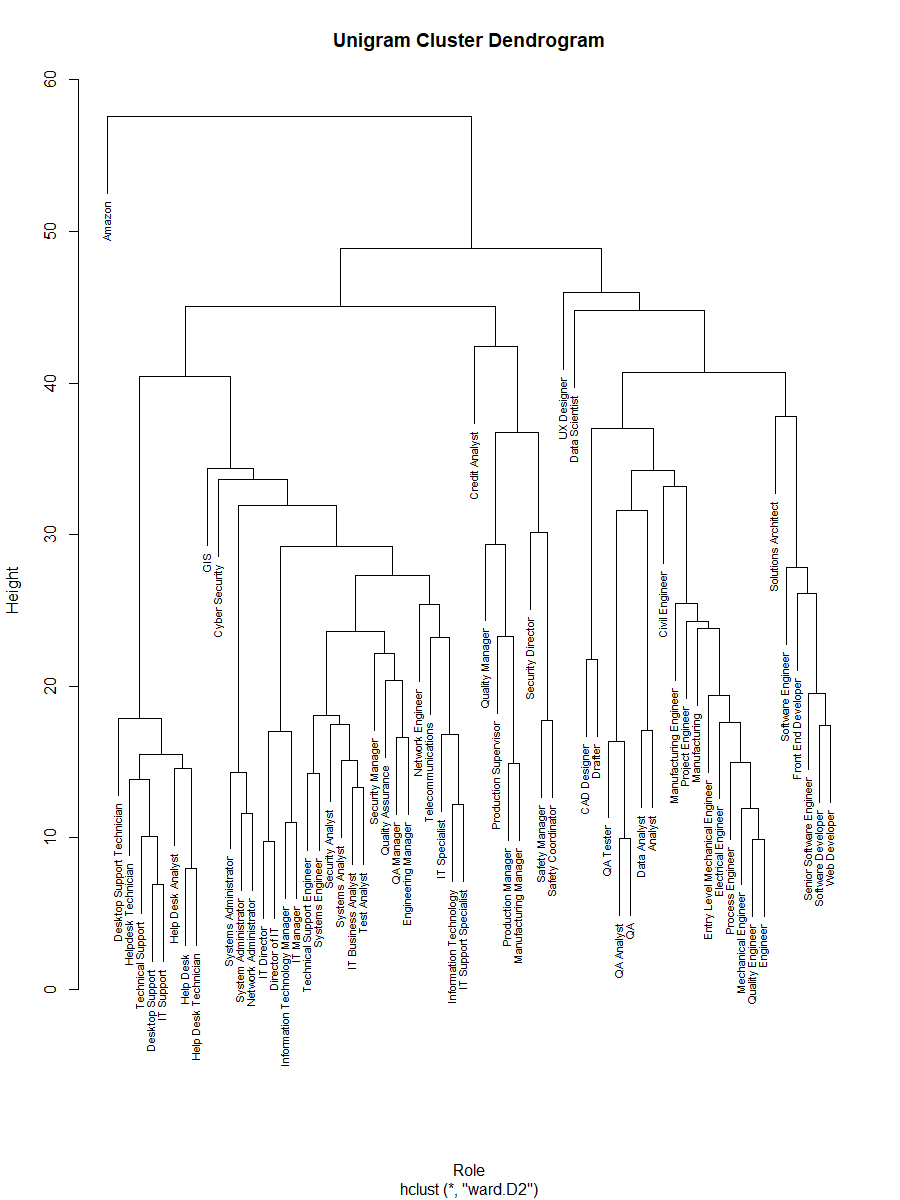 Unigram Cluster Dendrogram
Height
60
50
40
30
20
10
0
Amazon
Desktop Support Technician
Helpdesk Technician
Technical Support
Desktop Support
IT Support
Help Desk Analyst
Help Desk
Help Desk Technician
GIS
Cyber Security
Systems Administrator
System Administrator
Network Administrator
IT Director
Director of IT
Information Technology Manager
IT Manager
Technical Support Engineer
Systems Engineer
Security Analyst
Systems Analyst
IT Business Analyst
Test Analyst
Security Manager
Quality Assurance
QA Manager
Engineering Manager
Network Engineer
Telecommunications
IT Specialist
Information Technology
IT Support Specialist
Credit Analyst
Quality Manager
Production Supervisor
Production Manager
Manufacturing Manager
Security Director
Safety Manager
Safety Coordinator
UX Designer
Data Scientist
CAD Designer
Drafter
QA Tester
QA Analyst
QA
Data Analyst
Analyst
Civil Engineer
Manufacturing Engineer
Project Engineer
Manufacturing
Entry Level Mechanical Engineer
Electrical Engineer
Process Engineer
Mechanical Engineer
Quality Engineer
Engineer
Solutions Architect
Software Engineer
Front End Developer
Senior Software Engineer
Software Developer
Web Developer
Role
hclust (*, "ward.D2")